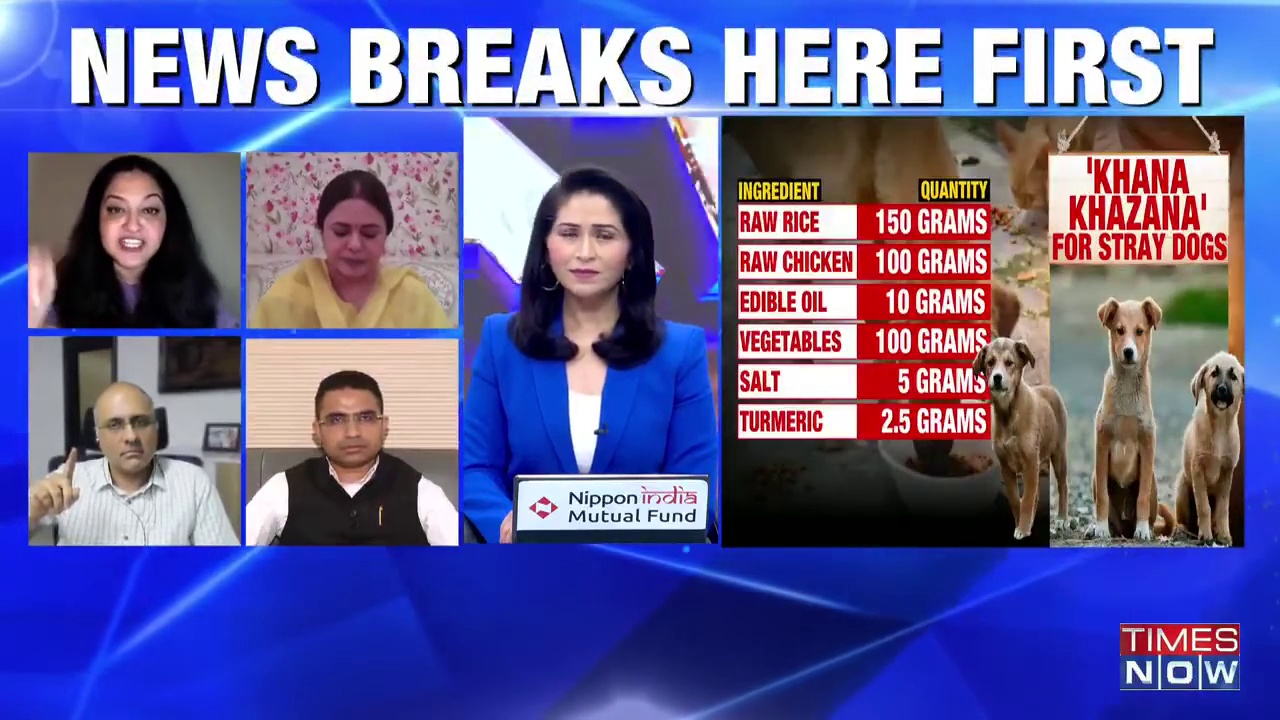 NEWS BREAKS HERE FIRST
INGREDIENT QUANTITY
RAW RICE 150 GRAMS
RAW CHICKEN 100 GRAMS
EDIBLE OIL 10 GRAMS
VEGETABLES 100 GRAMS
SALT 5 GRAMS
TURMERIC 2.5 GRAMS
'KHANA
KHAZANA'
FOR STRAY DOGS
Nippon india
Mutual Fund
TIMES
NOW